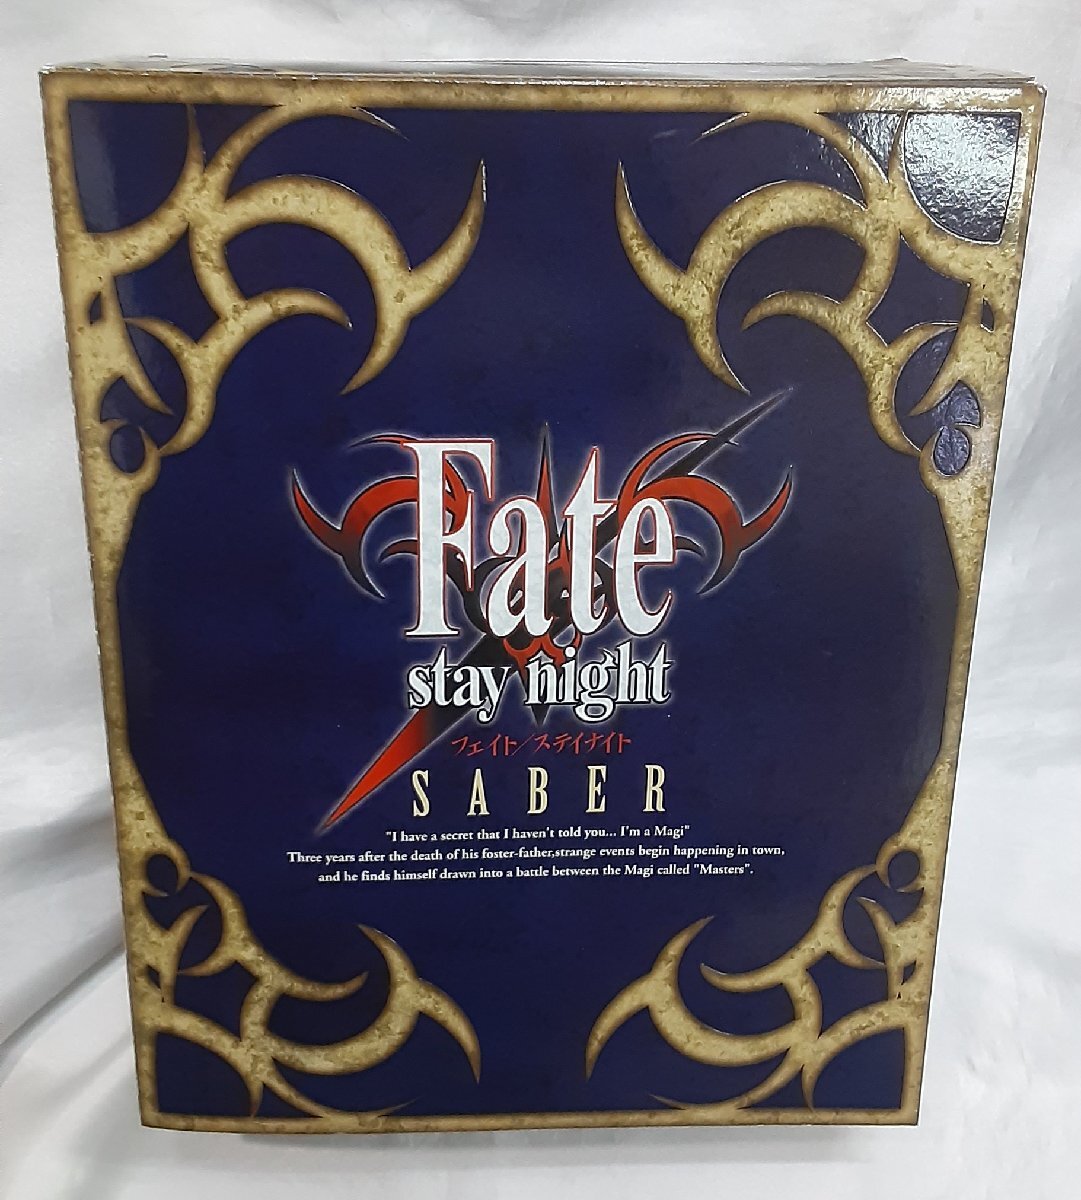 Fate
stay night
フェイト/ステイナイト
SABER
"I have a secret that I haven't told you... I'm a Magi"
Three years after the death of his foster-father,strange events begin happening in town,
and he finds himself drawn into a battle between the Magi called "Masters".